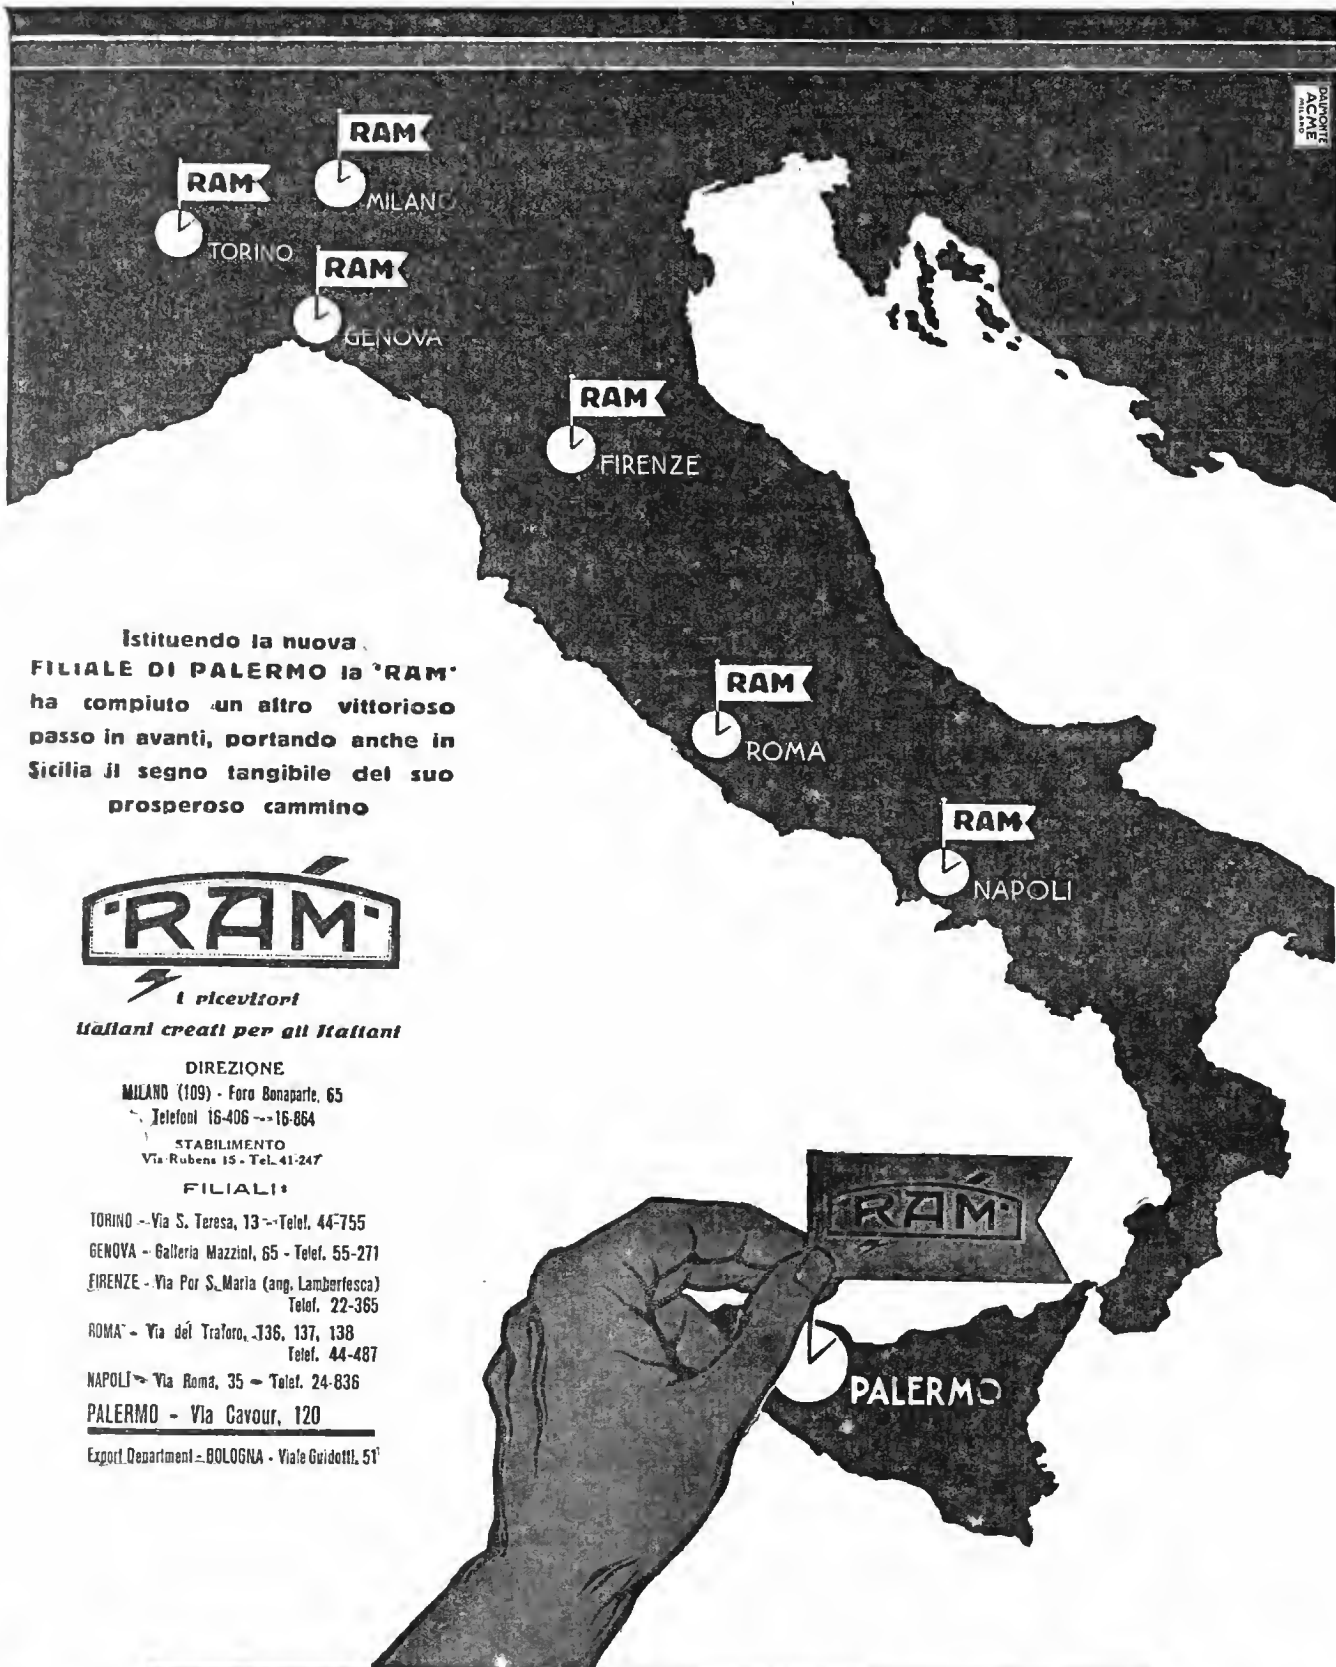 DALMONTE
ACME
MILANO
RAM
MILANO
RAM
TORINO
RAM
GENOVA
RAM
FIRENZE
RAM
ROMA
RAM
NAPOLI
Istituendo la nuova
FILIALE DI PALERMO la "RAM"
ha compiuto un altro vittorioso
passo in avanti, portando anche in
Sicilia il segno tangibile del suo
prosperoso cammino
"RAM"
i ricevitori
italiani creati per gli Italiani
DIREZIONE
MILANO (109) - Foro Bonaparte, 65
Telefoni 16-406 - 16-864
STABILIMENTO
Via Rubens 15 - Tel. 41-247
FILIALI:
TORINO - Via S. Teresa, 13 - Telef. 44-755
GENOVA - Galleria Mazzini, 65 - Telef. 55-271
FIRENZE - Via Por S. Maria (ang. Lambertesca)
Telef. 22-365
ROMA - Via del Traforo, 136, 137, 138
Telef. 44-487
NAPOLI - Via Roma, 35 - Telef. 24-836
PALERMO - Via Cavour, 120
Export Department - BOLOGNA - Viale Guidotti, 51
"RAM"
PALERMO